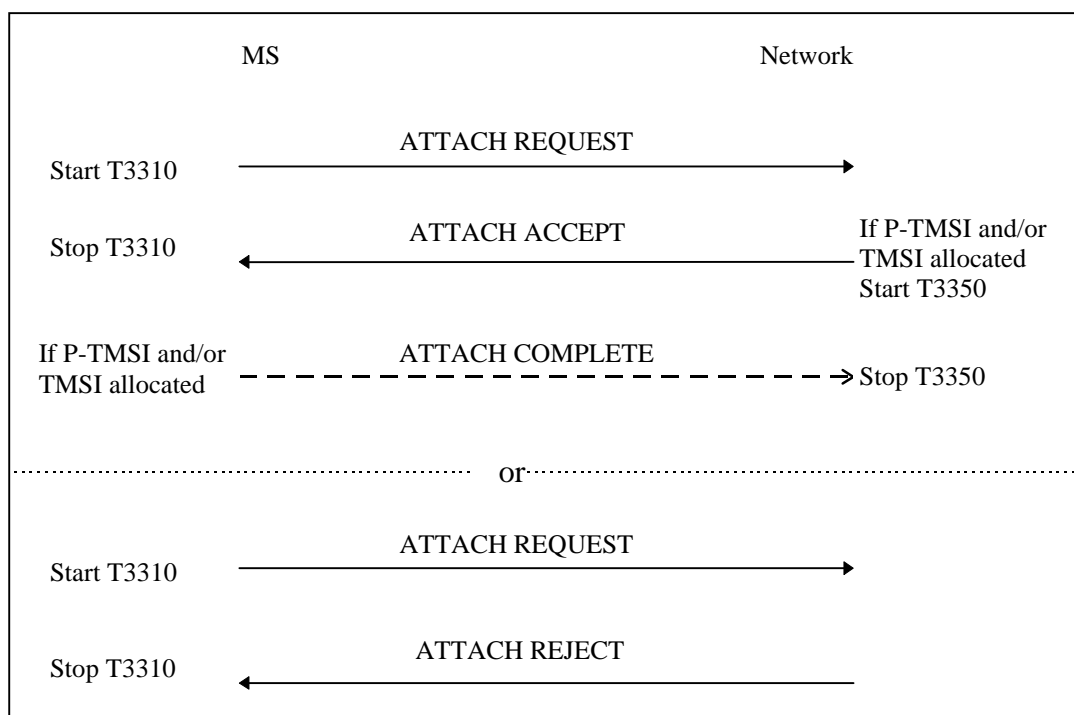 MS Network
ATTACH REQUEST
Start T3310
ATTACH ACCEPT
Stop T3310
If P-TMSI and/or
TMSI allocated
Start T3350
If P-TMSI and/or
TMSI allocated
ATTACH COMPLETE
Stop T3350
or
ATTACH REQUEST
Start T3310
ATTACH REJECT
Stop T3310